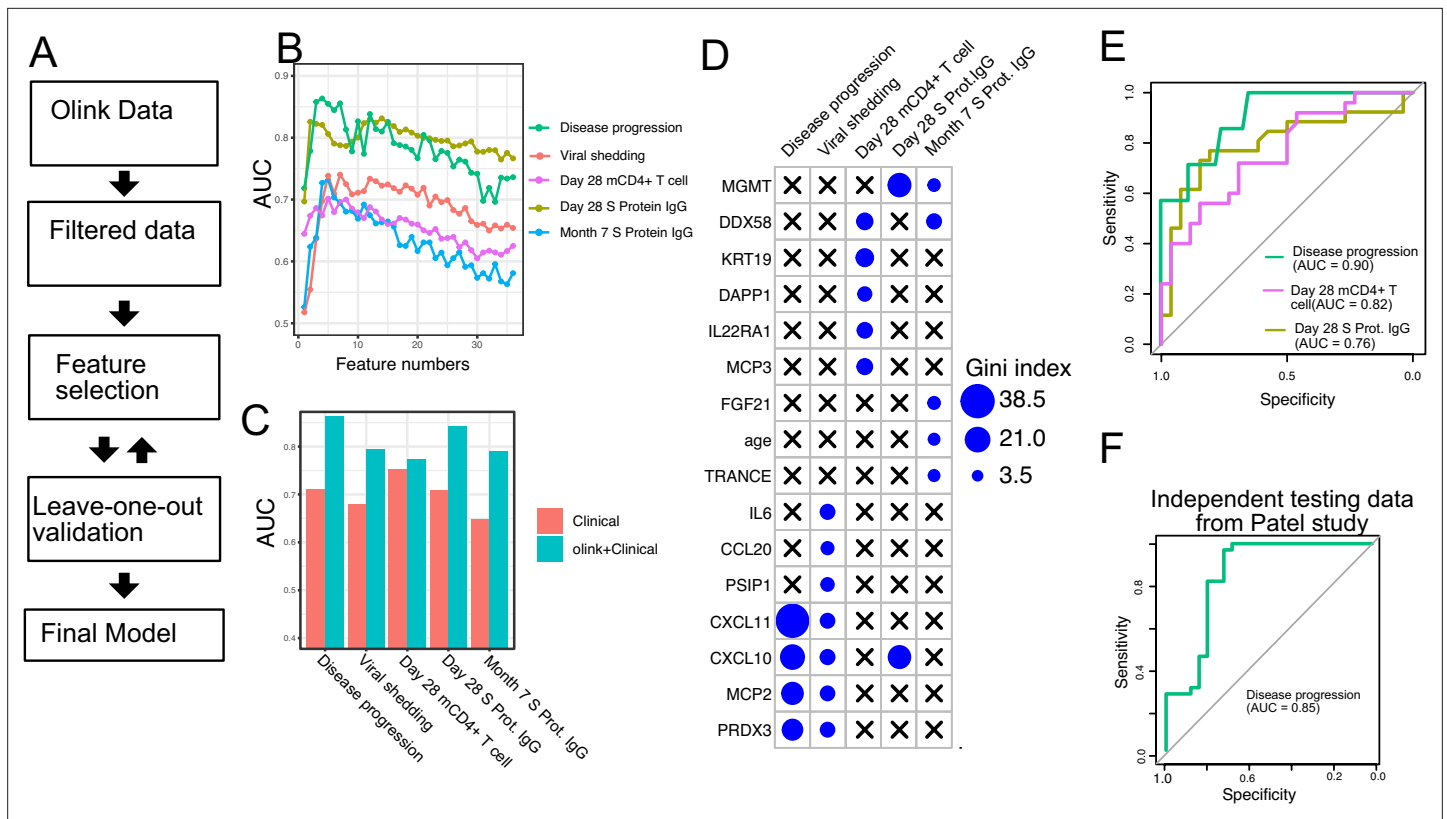 A
Olink Data
Filtered data
Feature
selection
Leave-one-out
validation
Final Model
B
0.9
0.8
0.7
0.6
0.5
AUC
0
10
20
30
Feature numbers
Disease progression
Viral shedding
Day 28 mCD4+ T cell
Day 28 S Protein IgG
Month 7 S Protein IgG
C
0.8
0.7
0.6
0.5
0.4
AUC
Disease progression
Viral shedding
Day 28 mCD4+ T cell
Day 28 S Prot. IgG
Month 7 S Prot. IgG
Clinical
olink+Clinical
D
Disease progression
Viral shedding
Day 28 mCD4+ T cell
Day 28 S Prot.IgG
Month 7 S Prot. IgG
MGMT
DDX58
KRT19
DAPP1
IL22RA1
MCP3
FGF21
age
TRANCE
IL6
CCL20
PSIP1
CXCL11
CXCL10
MCP2
PRDX3
Gini index
38.5
21.0
3.5
E
Sensitivity
1.0
0.8
0.6
0.4
0.2
0.0
1.0
0.5
0.0
Specificity
Disease progression
(AUC = 0.90)
Day 28 mCD4+ T
cell(AUC = 0.82)
Day 28 S Prot. IgG
(AUC = 0.76)
F
Independent testing data
from Patel study
Sensitivity
0.8
0.4
0.0
1.0
0.6
0.2
0.0
Specificity
Disease progression
(AUC = 0.85)